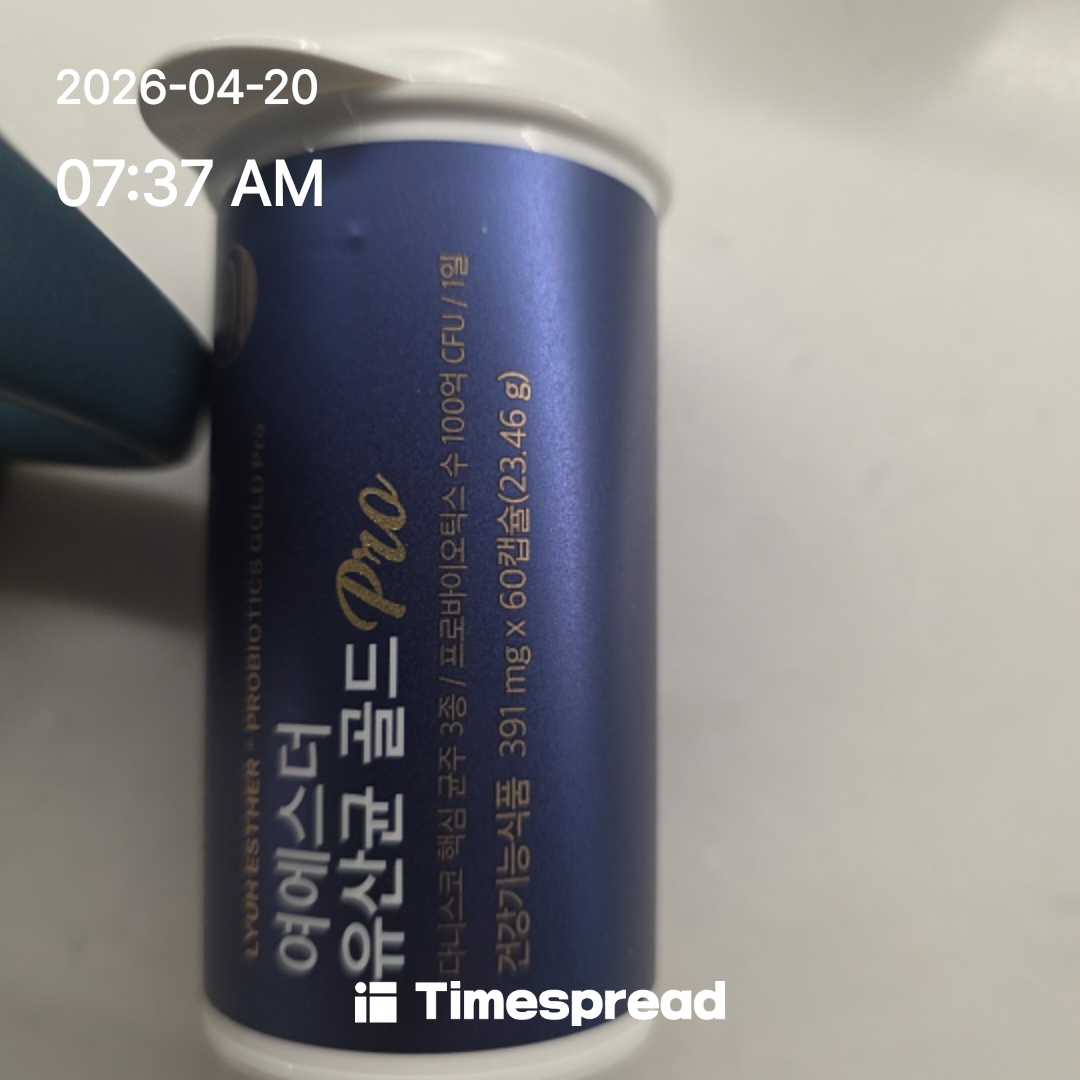 2026-04-20
07:37 AM
LYUH ESTHER® PROBIOTICS GOLD Pro
여에스더
유산균 골드 Pro
다니스코 핵심 균주 3종 / 프로바이오틱스 수 100억 CFU / 1일
건강기능식품 391 mg x 60캡슐(23.46 g)
Timespread